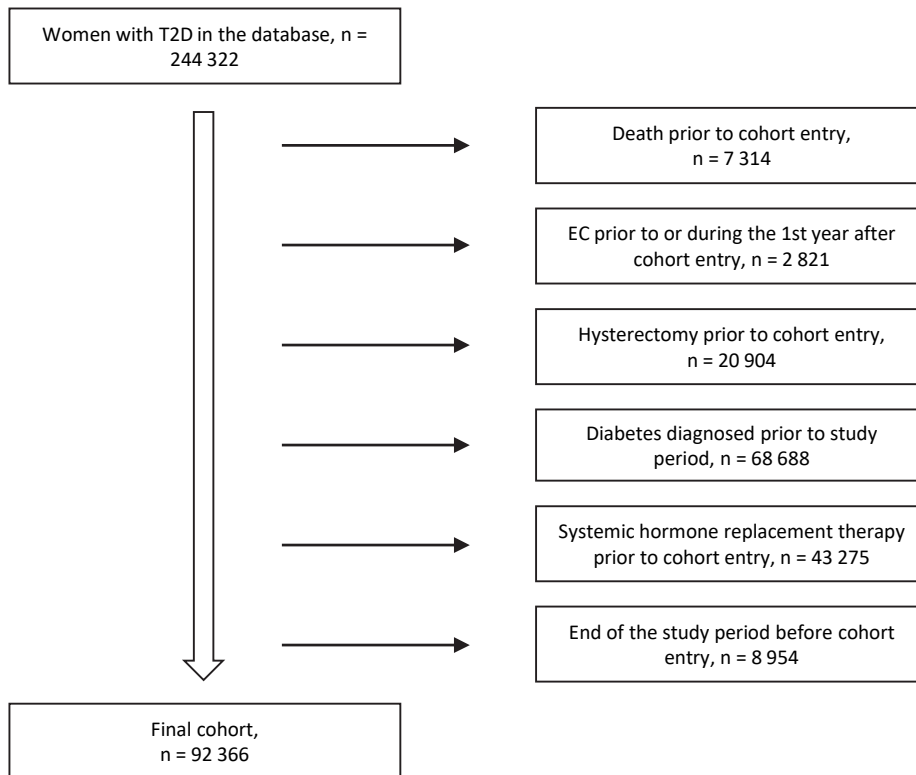 Women with T2D in the database, n =
244 322
Death prior to cohort entry,
n = 7 314
EC prior to or during the 1st year after
cohort entry, n = 2 821
Hysterectomy prior to cohort entry,
n = 20 904
Diabetes diagnosed prior to study
period, n = 68 688
Systemic hormone replacement therapy
prior to cohort entry, n = 43 275
End of the study period before cohort
entry, n = 8 954
Final cohort,
n = 92 366